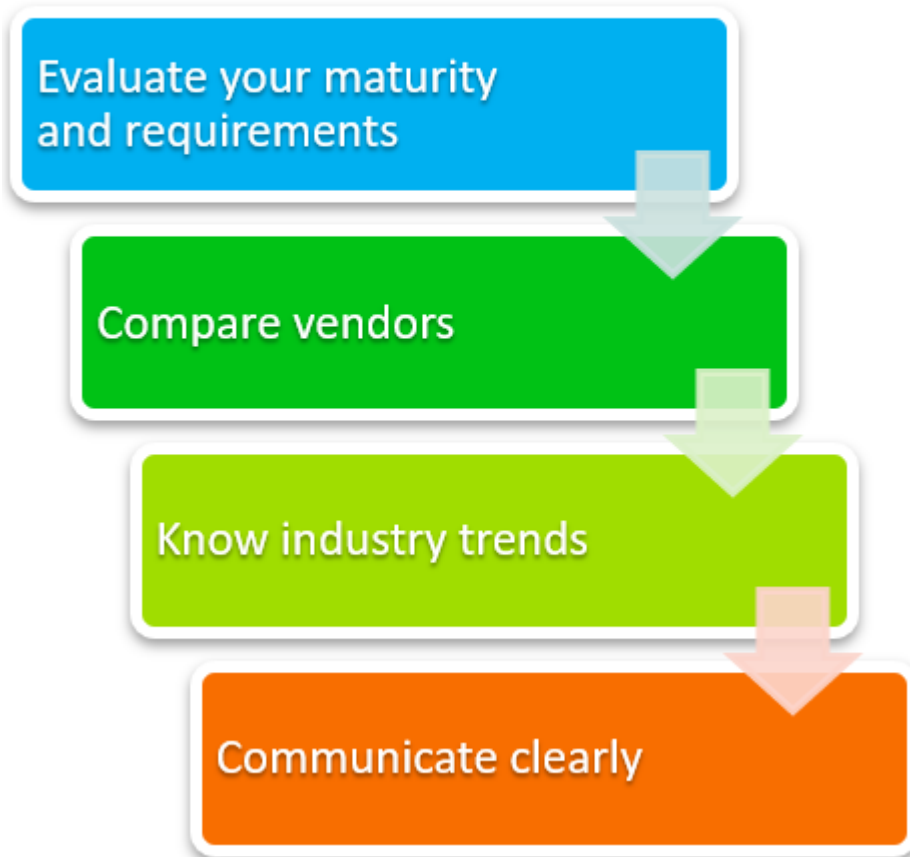 Evaluate your maturity
and requirements
Compare vendors
Know industry trends
Communicate clearly